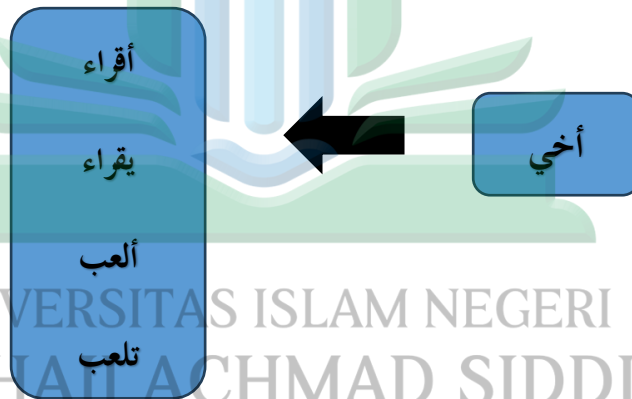 أقراء
يقراء
أخي
ألعب
تلعب
VERSITAS ISLAM NEGERI
HAJI ACHMAD SIDDI